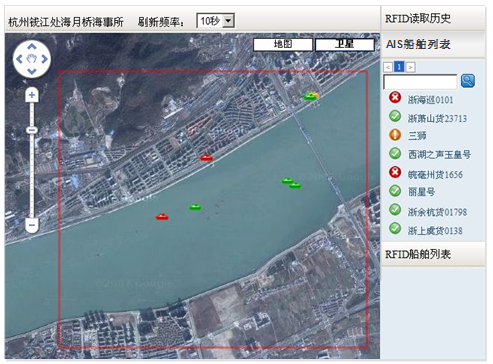 杭州钱江处海月桥海事所 刷新频率： 10秒
地图 卫星
RFID读取历史
AIS船舶列表
< 1 >
浙海巡0101
浙萧山货23713
三狮
西湖之声玉皇号
皖亳州货1656
丽星号
浙余杭货01798
浙上虞货0138
RFID船舶列表